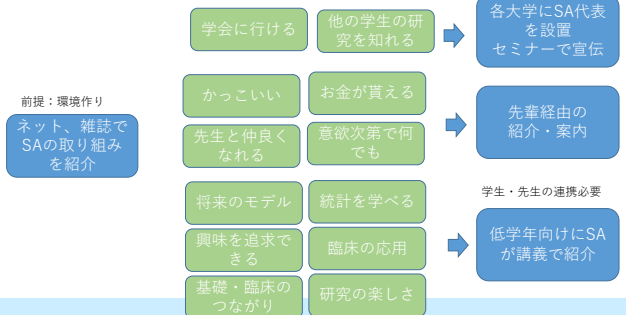 前提：環境作り
ネット、雑誌で
SAの取り組み
を紹介
学会に行ける
他の学生の研
究を知れる
各大学にSA代表
を設置
セミナーで宣伝
かっこいい
お金が貰える
先生と仲良く
なれる
意欲次第で何
でも
先輩経由の
紹介・案内
将来のモデル
統計を学べる
興味を追求で
きる
臨床の応用
基礎・臨床の
つながり
研究の楽しさ
学生・先生の連携必要
低学年向けにSA
が講義で紹介